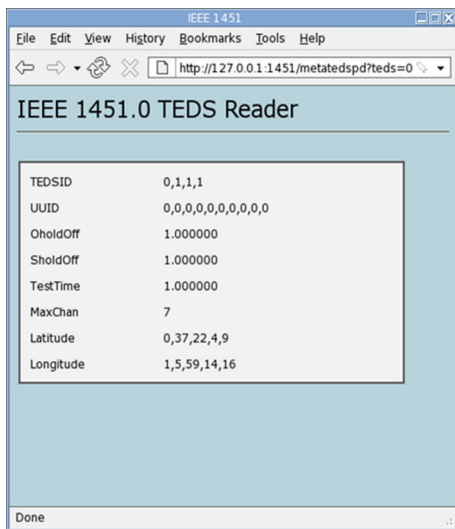 IEEE 1451
File Edit View History Bookmarks Tools Help
http://127.0.0.1:1451/metatedspd?teds=0
IEEE 1451.0 TEDS Reader
TEDSID 0,1,1,1
UUID 0,0,0,0,0,0,0,0,0,0
OholdOff 1.000000
SholdOff 1.000000
TestTime 1.000000
MaxChan 7
Latitude 0,37,22,4,9
Longitude 1,5,59,14,16
Done